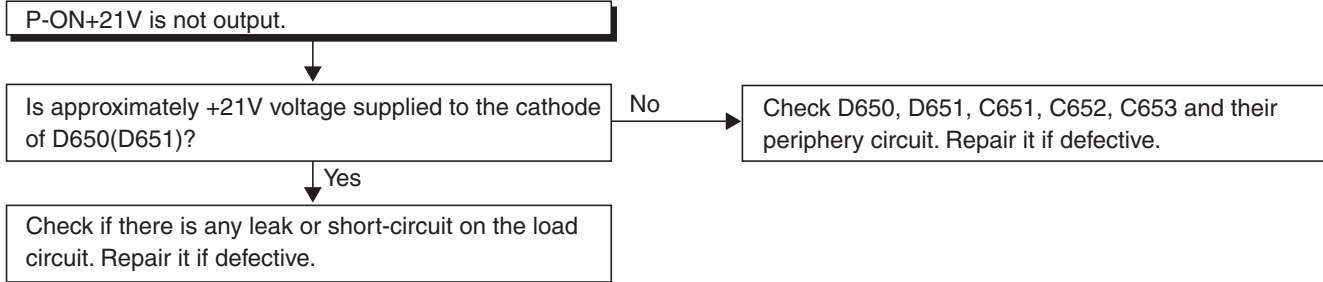 P-ON+21V is not output.
Is approximately +21V voltage supplied to the cathode
of D650(D651)?
No
Check D650, D651, C651, C652, C653 and their
periphery circuit. Repair it if defective.
Yes
Check if there is any leak or short-circuit on the load
circuit. Repair it if defective.